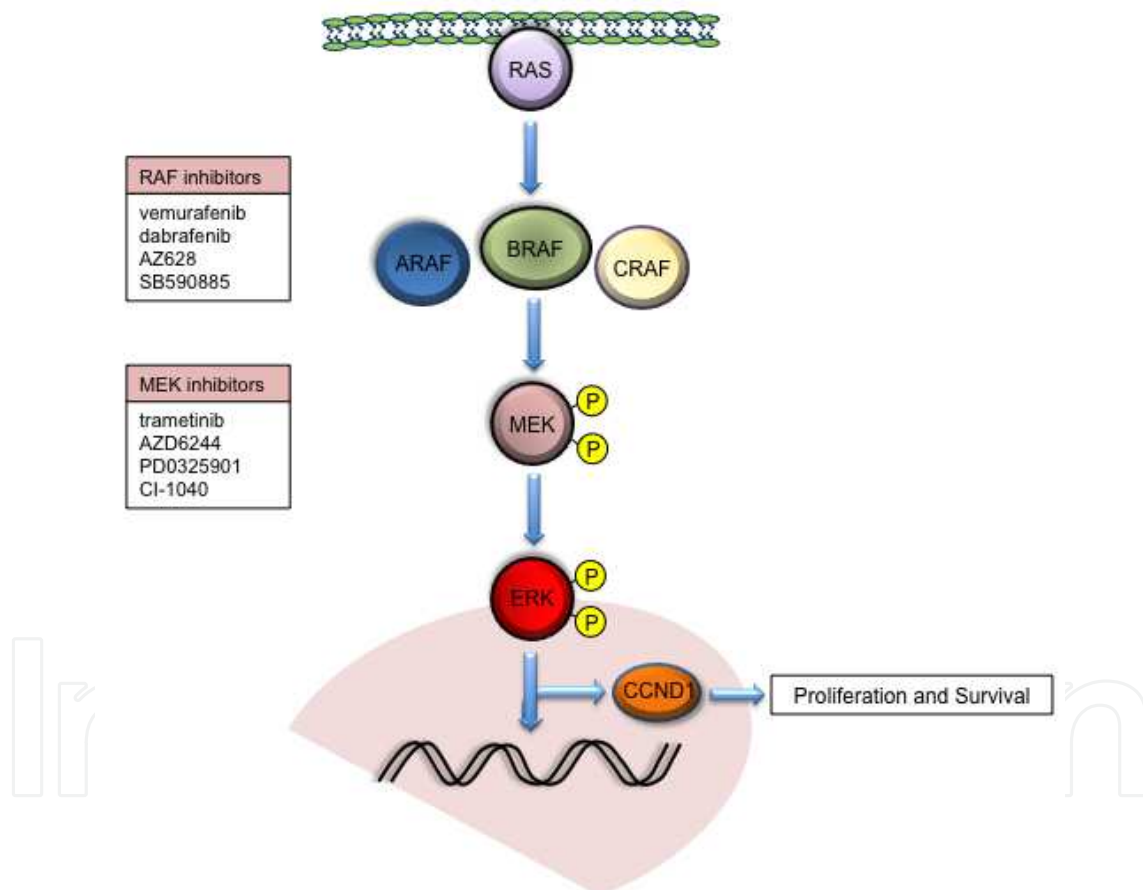 RAS
RAF inhibitors
vemurafenib
dabrafenib
AZ628
SB590885
ARAF
BRAF
CRAF
MEK inhibitors
trametinib
AZD6244
PD0325901
CI-1040
MEK
P
P
ERK
P
P
CCND1
Proliferation and Survival